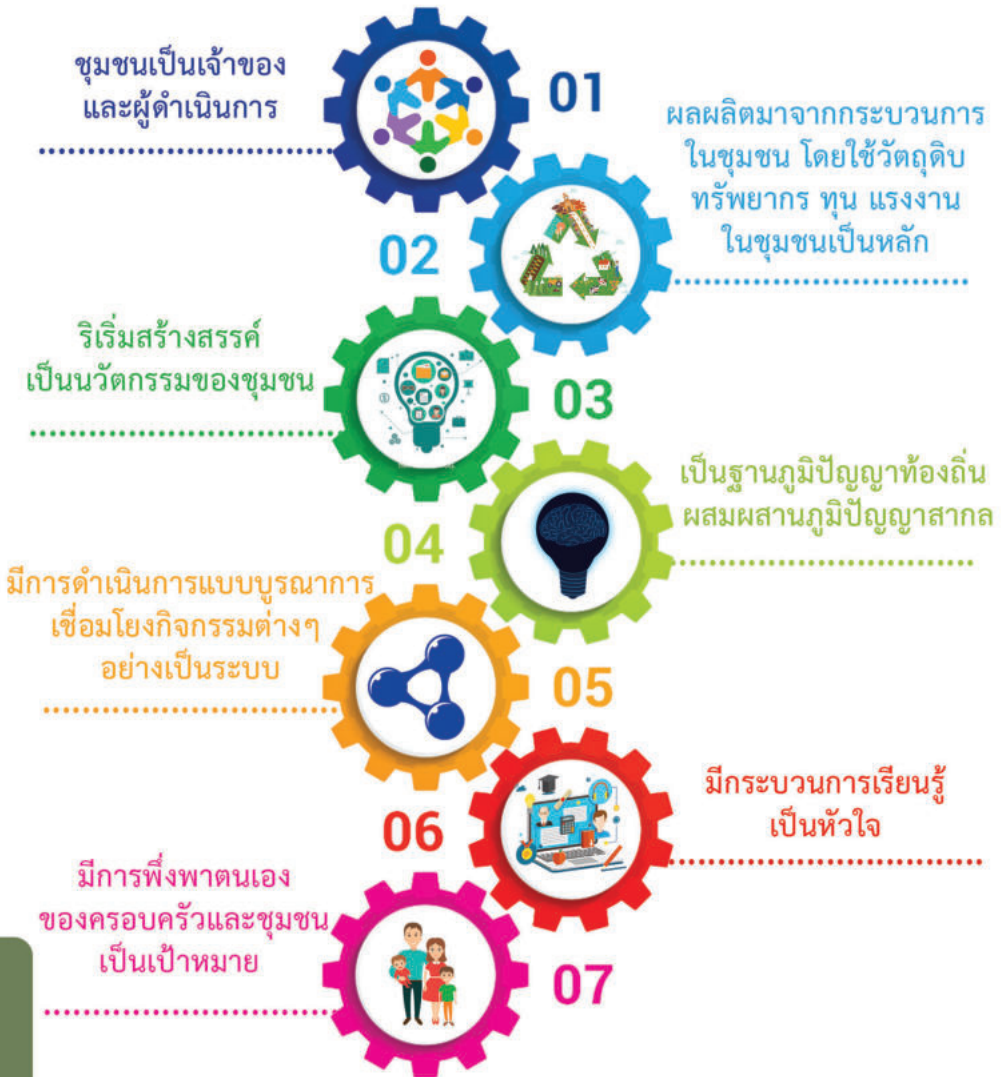 ชุมชนเป็นเจ้าของ
และผู้ดำเนินการ
01
ผลผลิตมาจากกระบวนการ
ในชุมชน โดยใช้วัตถุดิบ
ทรัพยากร ทุน แรงงาน
ในชุมชนเป็นหลัก
02
ริเริ่มสร้างสรรค์
เป็นนวัตกรรมของชุมชน
03
เป็นฐานภูมิปัญญาท้องถิ่น
ผสมผสานภูมิปัญญาสากล
04
มีการดำเนินการแบบบูรณาการ
เชื่อมโยงกิจกรรมต่างๆ
อย่างเป็นระบบ
05
มีกระบวนการเรียนรู้
เป็นหัวใจ
06
มีการพึ่งพาตนเอง
ของครอบครัวและชุมชน
เป็นเป้าหมาย
07